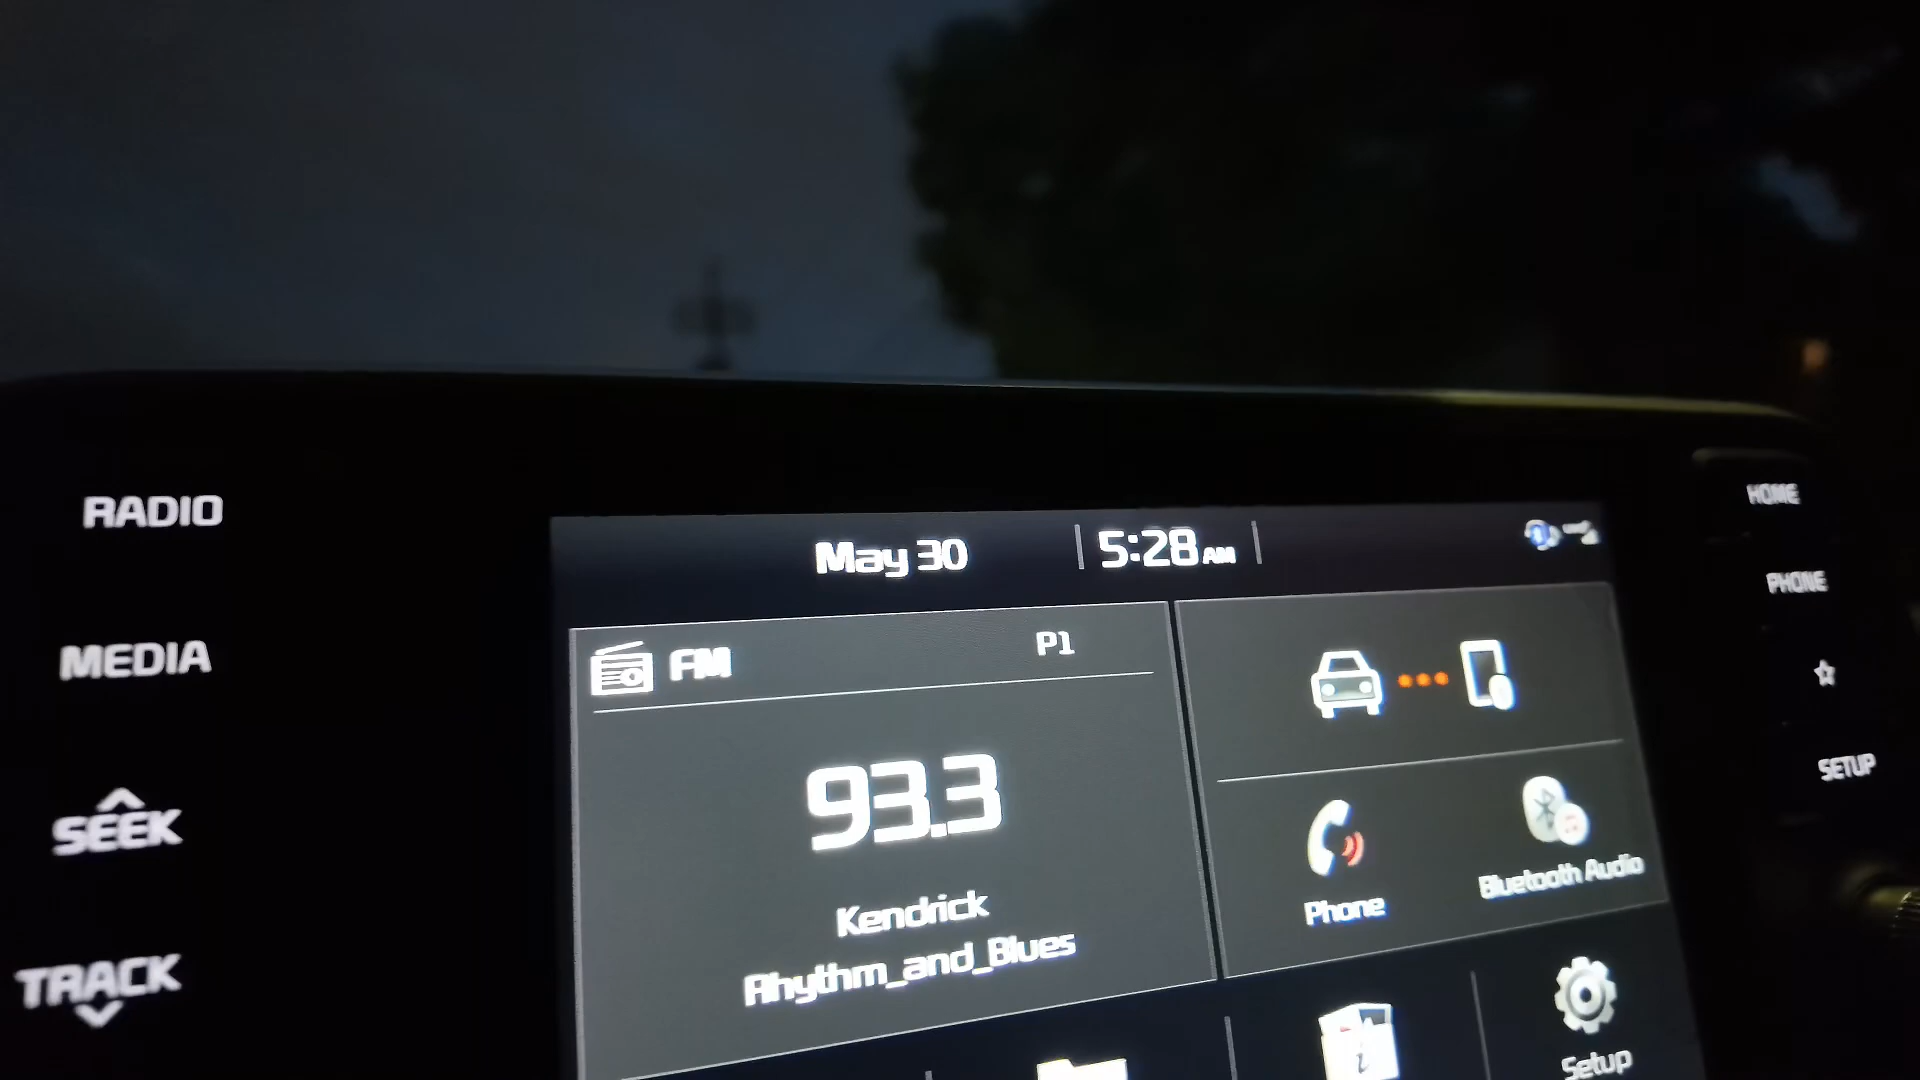 RADIO
MEDIA
SEEK
TRACK
May 30
5:28 AM
FM
P1
93.3
Kendrick
Rhythm_and_Blues
Phone
Bluetooth Audio
Setup
HOME
PHONE
SETUP